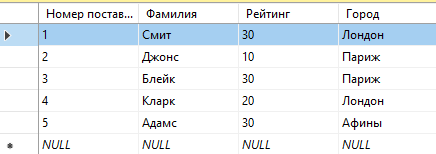 Номер постав... Фамилия Рейтинг Город
1 Смит 30 Лондон
2 Джонс 10 Париж
3 Блейк 30 Париж
4 Кларк 20 Лондон
5 Адамс 30 Афины
NULL NULL NULL NULL